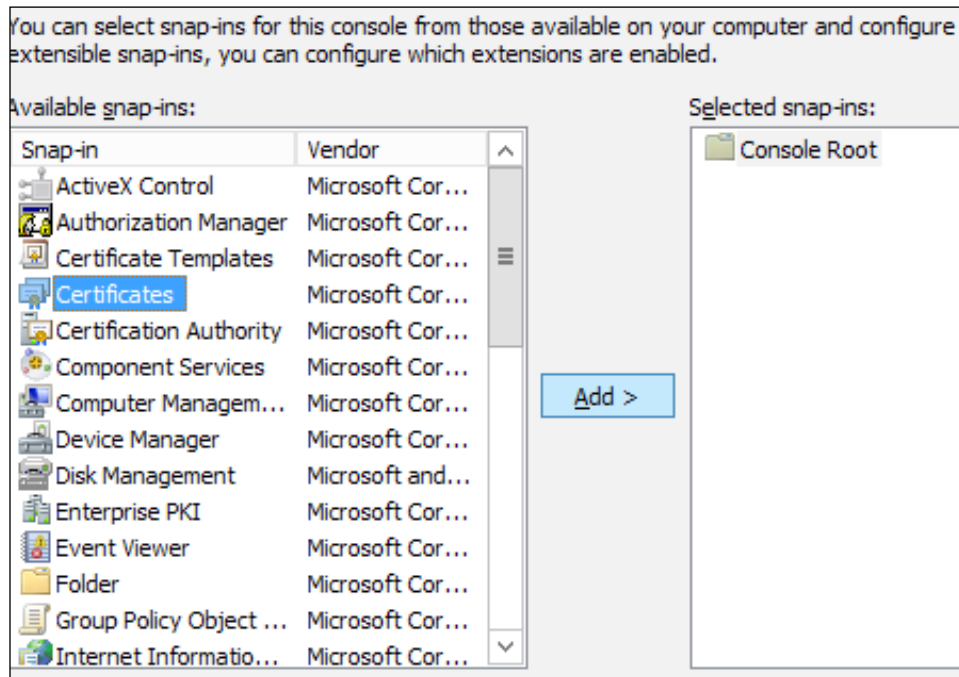 You can select snap-ins for this console from those available on your computer and configure
extensible snap-ins, you can configure which extensions are enabled.
Available snap-ins:
Selected snap-ins:
Snap-in Vendor
Console Root
ActiveX Control Microsoft Cor...
Authorization Manager Microsoft Cor...
Certificate Templates Microsoft Cor...
Certificates Microsoft Cor...
Certification Authority Microsoft Cor...
Component Services Microsoft Cor...
Computer Managem... Microsoft Cor...
Add >
Device Manager Microsoft Cor...
Disk Management Microsoft and...
Enterprise PKI Microsoft Cor...
Event Viewer Microsoft Cor...
Folder Microsoft Cor...
Group Policy Object ... Microsoft Cor...
Internet Informatio... Microsoft Cor...